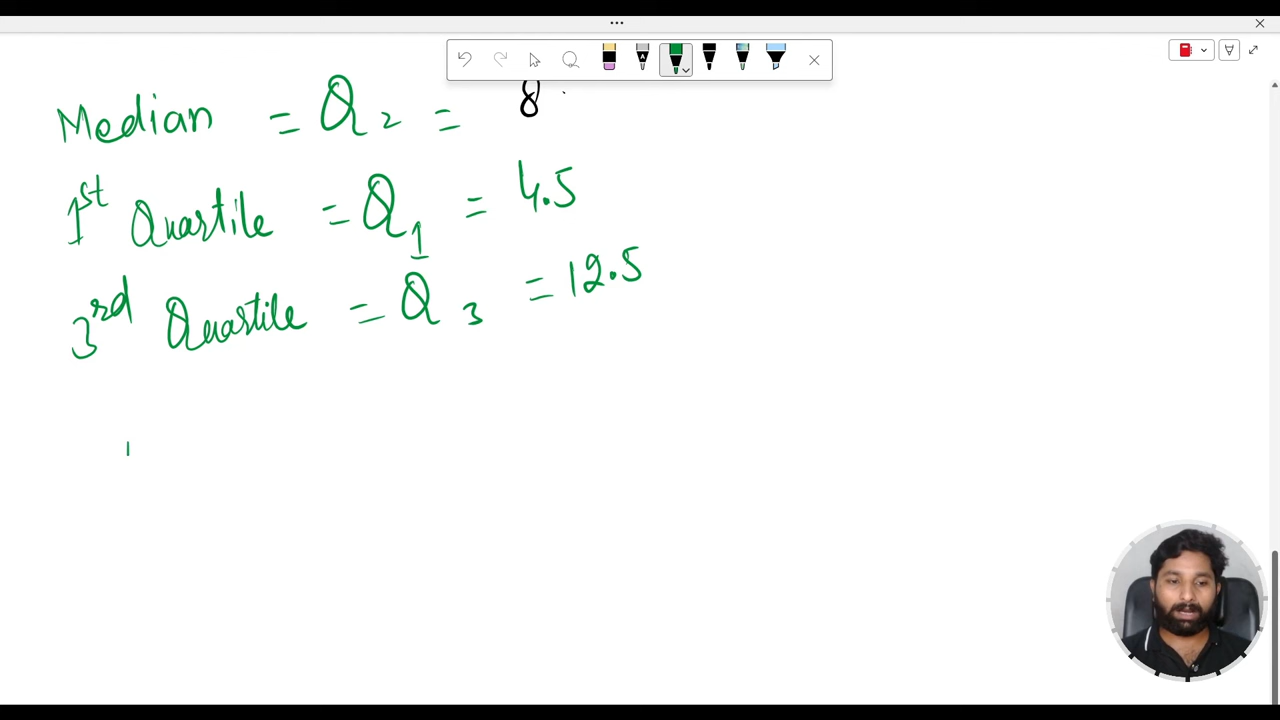 Median = Q2 = 8
1st Quartile = Q1 = 4.5
3rd Quartile = Q3 = 12.5